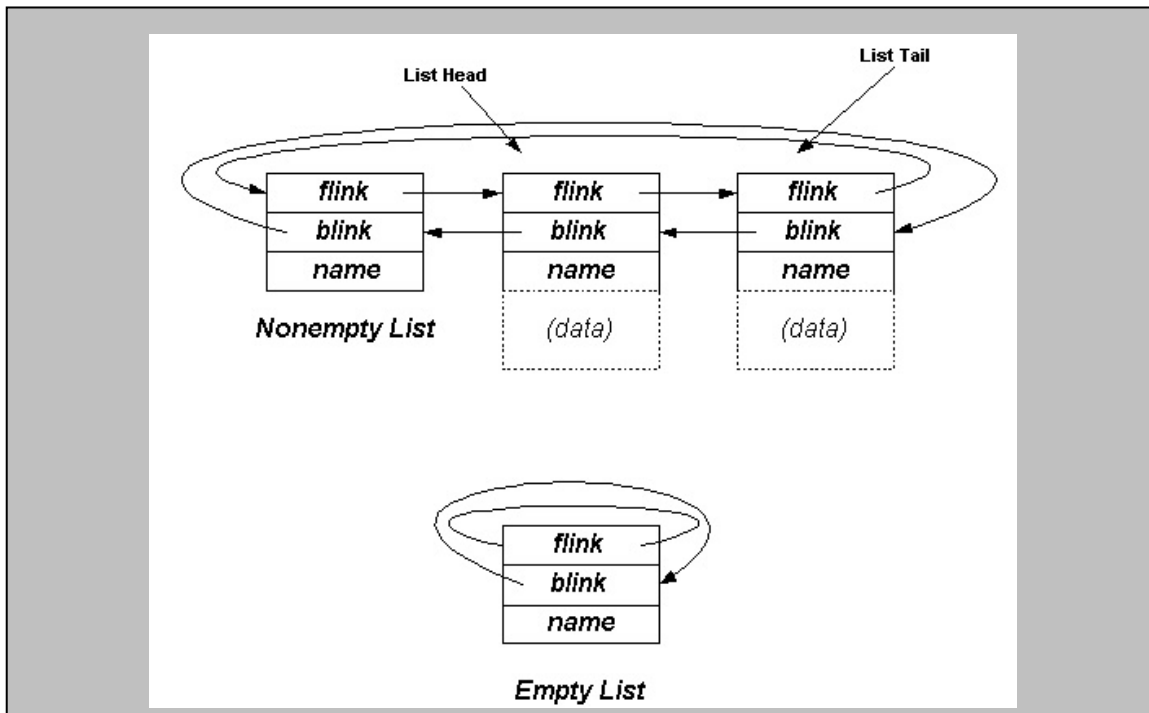 List Head
List Tail
flink flink flink
blink blink blink
name name name
Nonempty List (data) (data)
flink
blink
name
Empty List